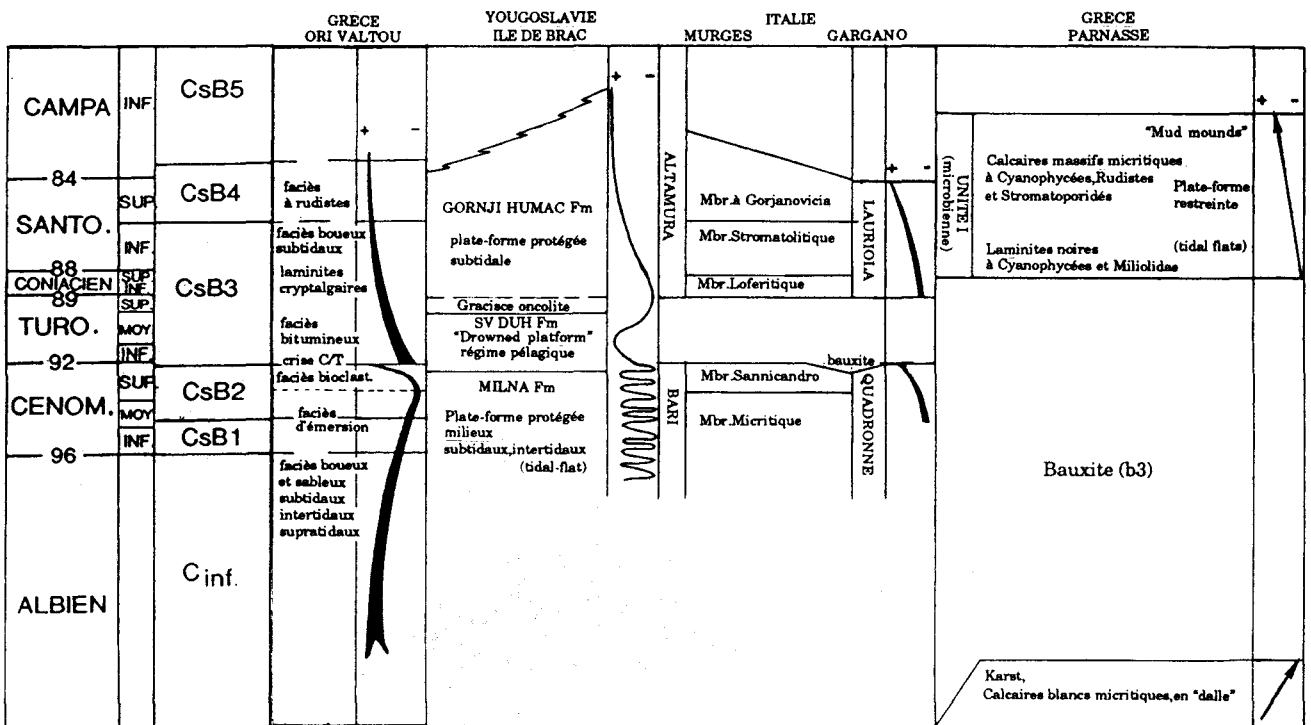 GRECE
ORI VALTOU
YOUGOSLAVIE
ILE DE BRAC
ITALIE
MURGES
GARGANO
GRECE
PARNASSE
CAMPA
INF.
84
SANTO.
SUP
INF.
88
CONIACIEN
SUP
INF.
89
TURO.
SUP.
MOY
INF.
92
CENOM.
SUP
MOY
INF.
96
ALBIEN
CsB5
CsB4
CsB3
CsB2
CsB1
C inf.
+ -
faciès
à rudistes
faciès boueux
subtidaux
laminites
cryptalgaires
faciès
bitumineux
crise C/T
faciès bioclast.
faciès
d'émersion
faciès boueux
et sableux
subtidaux
intertidaux
supratidaux
+ -
GORNJI HUMAC Fm
plate-forme protégée
subtidale
Gracisce oncolite
SV DUH Fm
"Drowned platform"
régime pélagique
MILNA Fm
Plate-forme protégée
milieux
subtidaux,intertidaux
(tidal-flat)
ALTAMURA
BARI
Mbr.à Gorjanovicia
Mbr.Stromatolitique
Mbr.Loferitique
bauxite
Mbr.Sannicandro
Mbr.Micritique
LAURIOLA
QUADRONNE
+ -
UNITE I
(microbienne)
"Mud mounds"
Calcaires massifs micritiques
à Cyanophycées,Rudistes
et Stromatoporidés
Plate-forme
restreinte
(tidal flats)
Laminites noires
à Cyanophycées et Miliolidas
+ -
Bauxite (b3)
Karst,
Calcaires blancs micritiques,en "dalle"